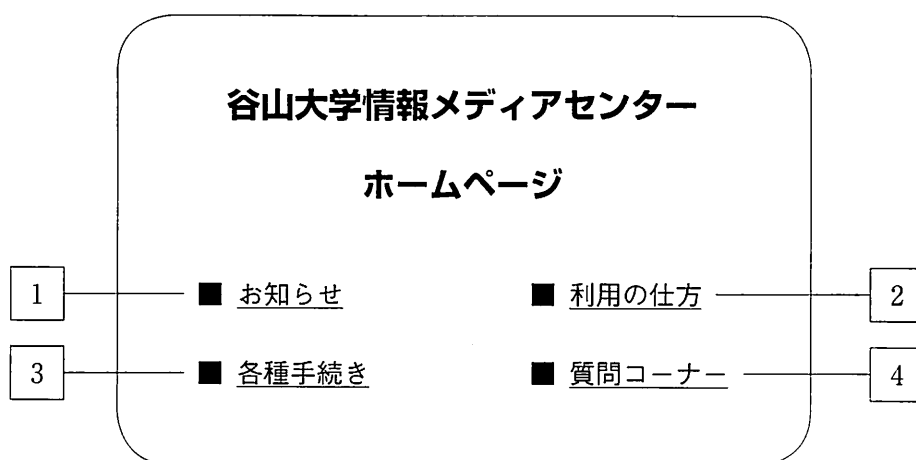 谷山大学情報メディアセンター
ホームページ
1 ■ お知らせ ■ 利用の仕方 2
3 ■ 各種手続き ■ 質問コーナー 4